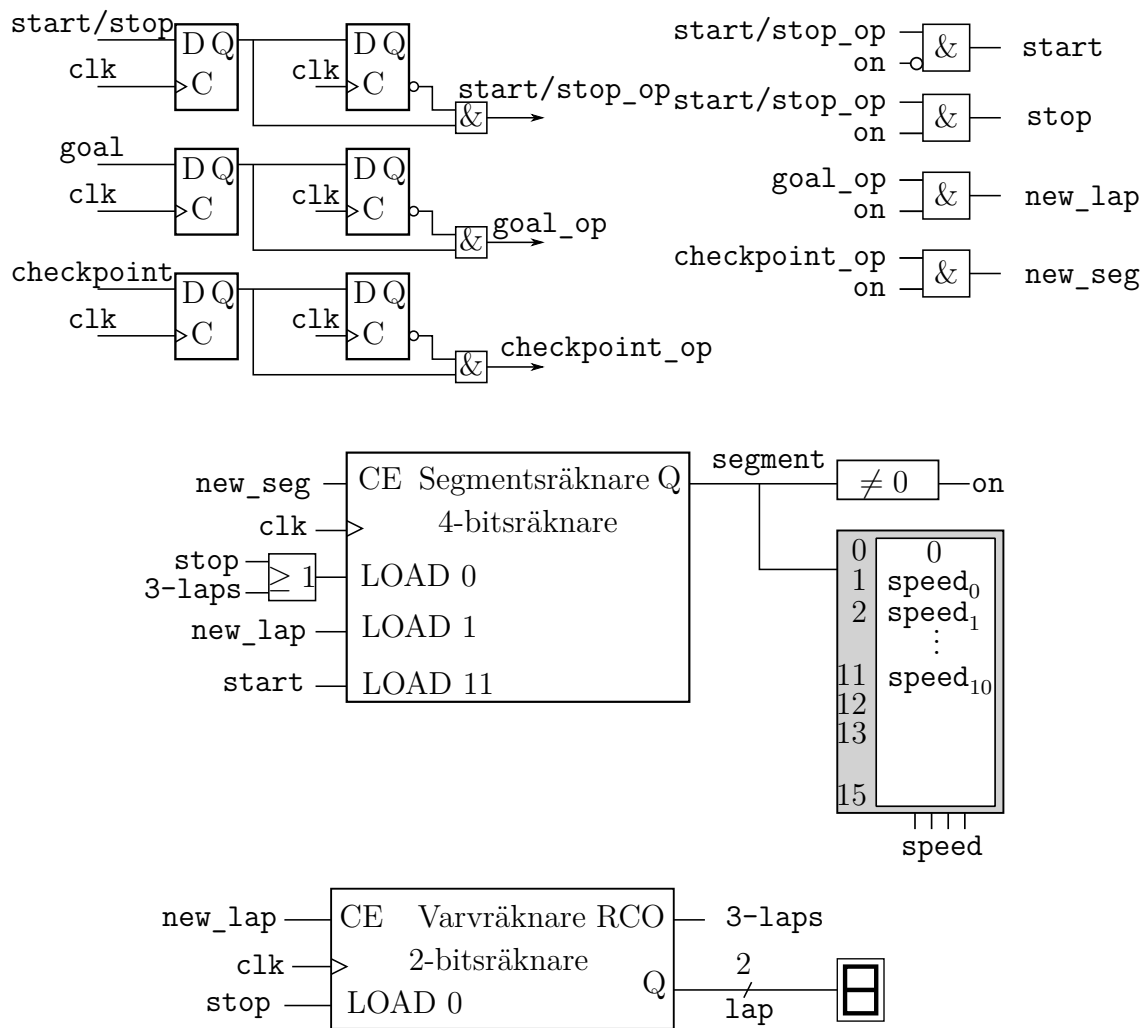 start/stop
D Q
clk
C
clk
start/stop_op
&
goal
D Q
D Q
clk
C
clk
C
goal_op
&
checkpoint
D Q
D Q
clk
C
clk
C
checkpoint_op
&
D Q
C
start/stop_op
on
&
start
start/stop_op
on
&
stop
goal_op
on
&
new_lap
checkpoint_op
on
&
new_seg
new_seg
CE Segmentsräknare Q
segment
≠ 0
on
clk
4-bitsräknare
stop
3-laps
≥ 1
LOAD 0
new_lap
LOAD 1
start
LOAD 11
0 0
1 speed₀
2 speed₁
⋮
11 speed₁₀
12
13
15
speed
new_lap
CE Varvräknare RCO
3-laps
clk
2-bitsräknare
stop
LOAD 0
Q
2
lap